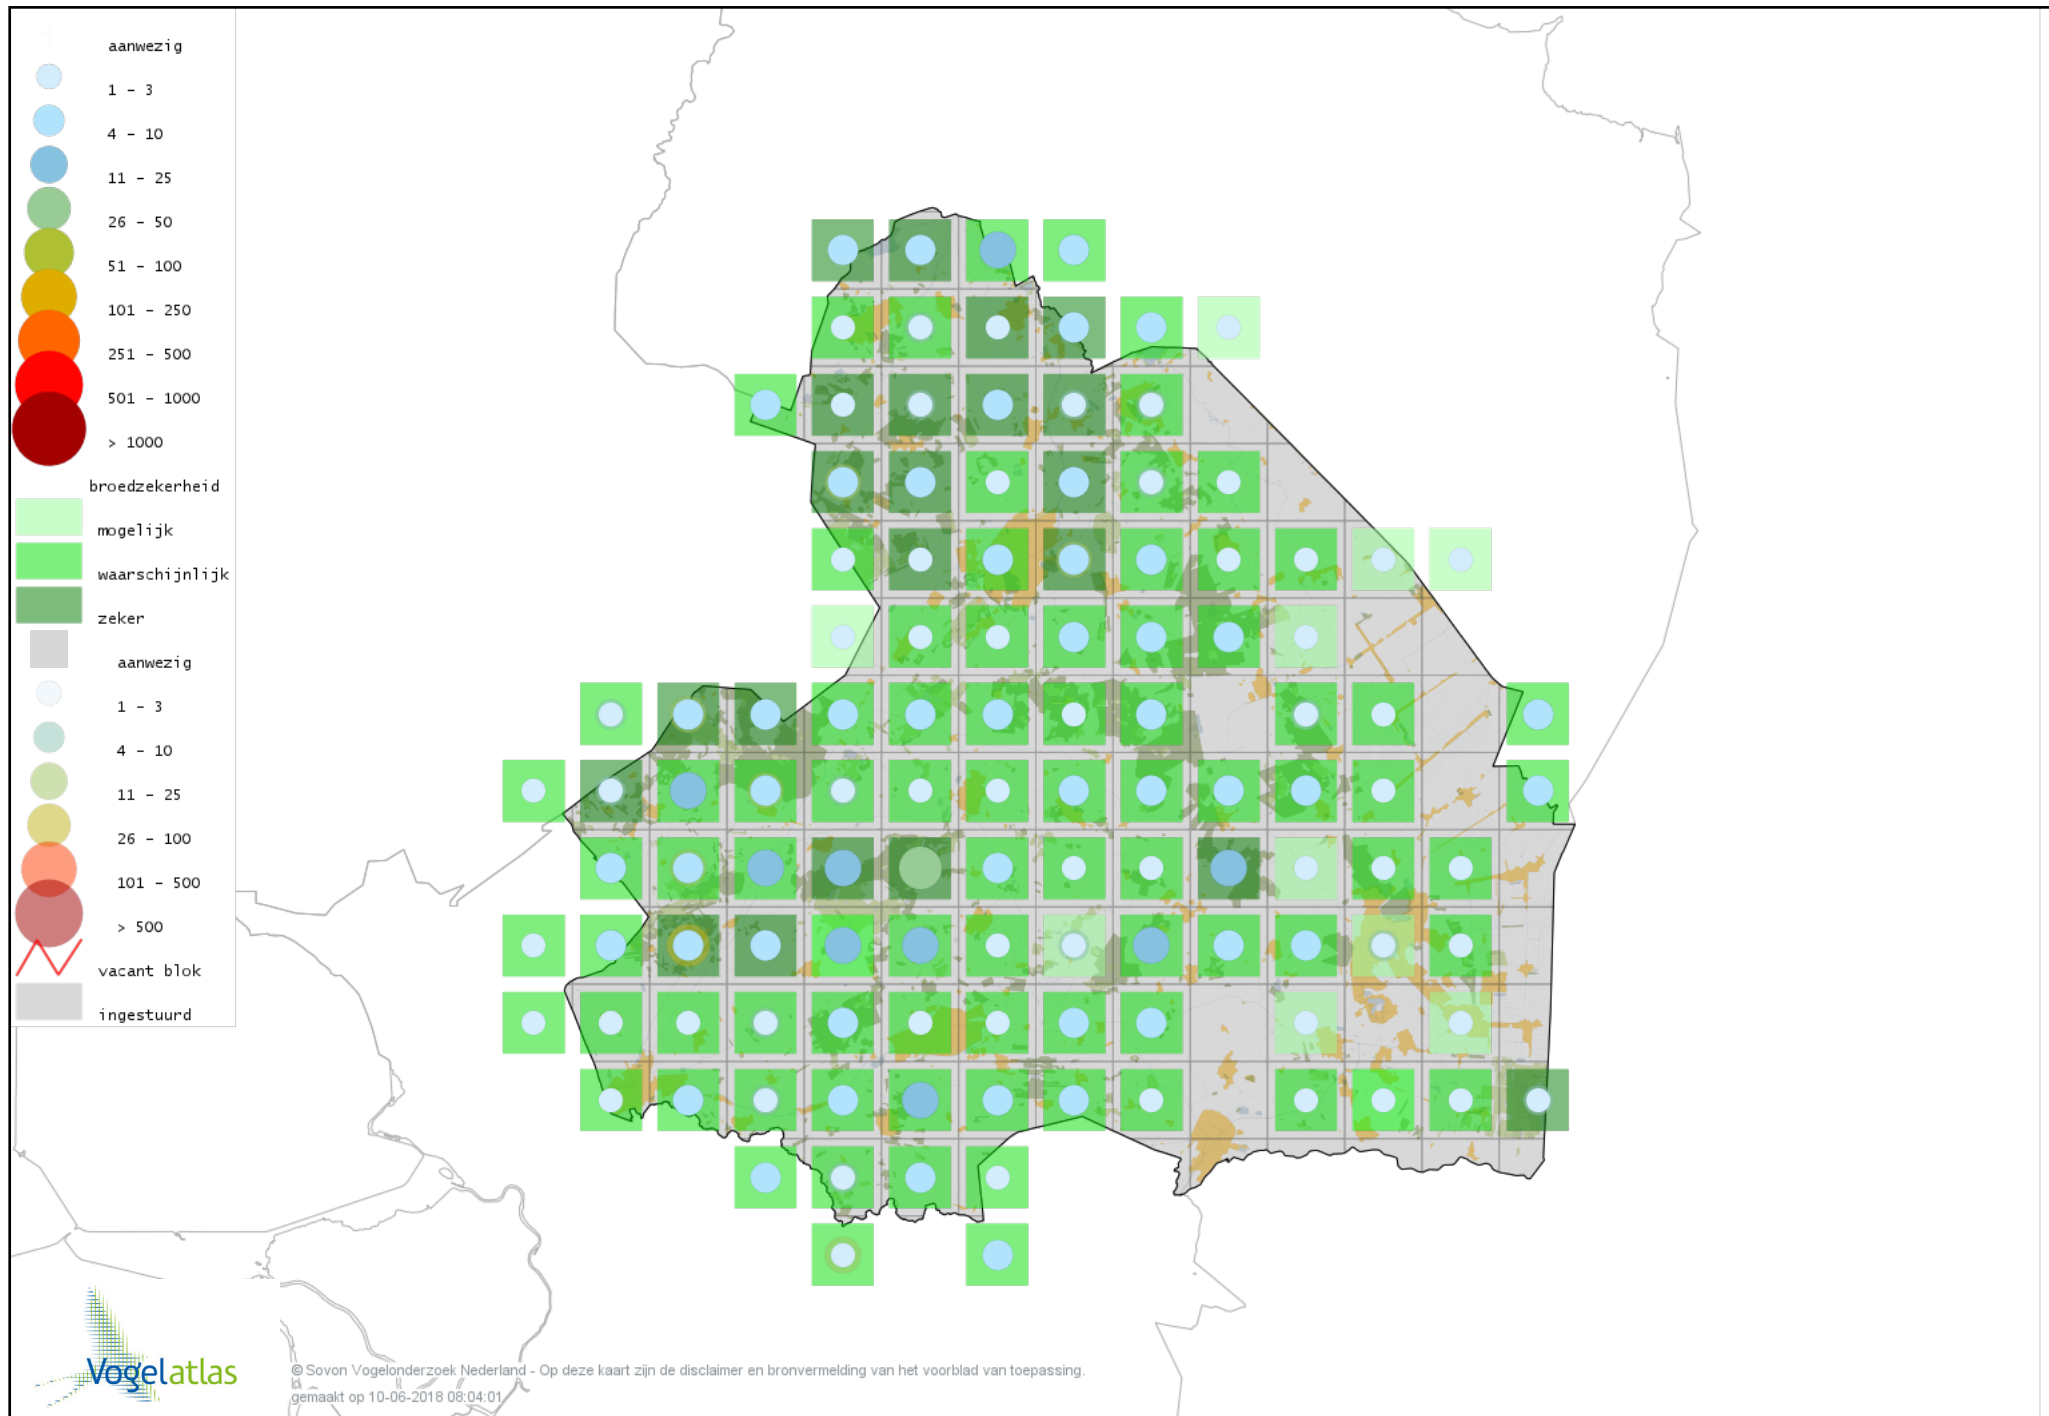 aanwezig
1 - 3
4 - 10
11 - 25
26 - 50
51 - 100
101 - 250
251 - 500
501 - 1000
> 1000
broedzekerheid
mogelijk
waarschijnlijk
zeker
aanwezig
1 - 3
4 - 10
11 - 25
26 - 100
101 - 500
> 500
vacant blok
ingestuurd
Vogelatlas
© Sovon Vogelonderzoek Nederland - Op deze kaart zijn de disclaimer en bronvermelding van het voorblad van toepassing.
gemaakt op 10-06-2018 08:04:01